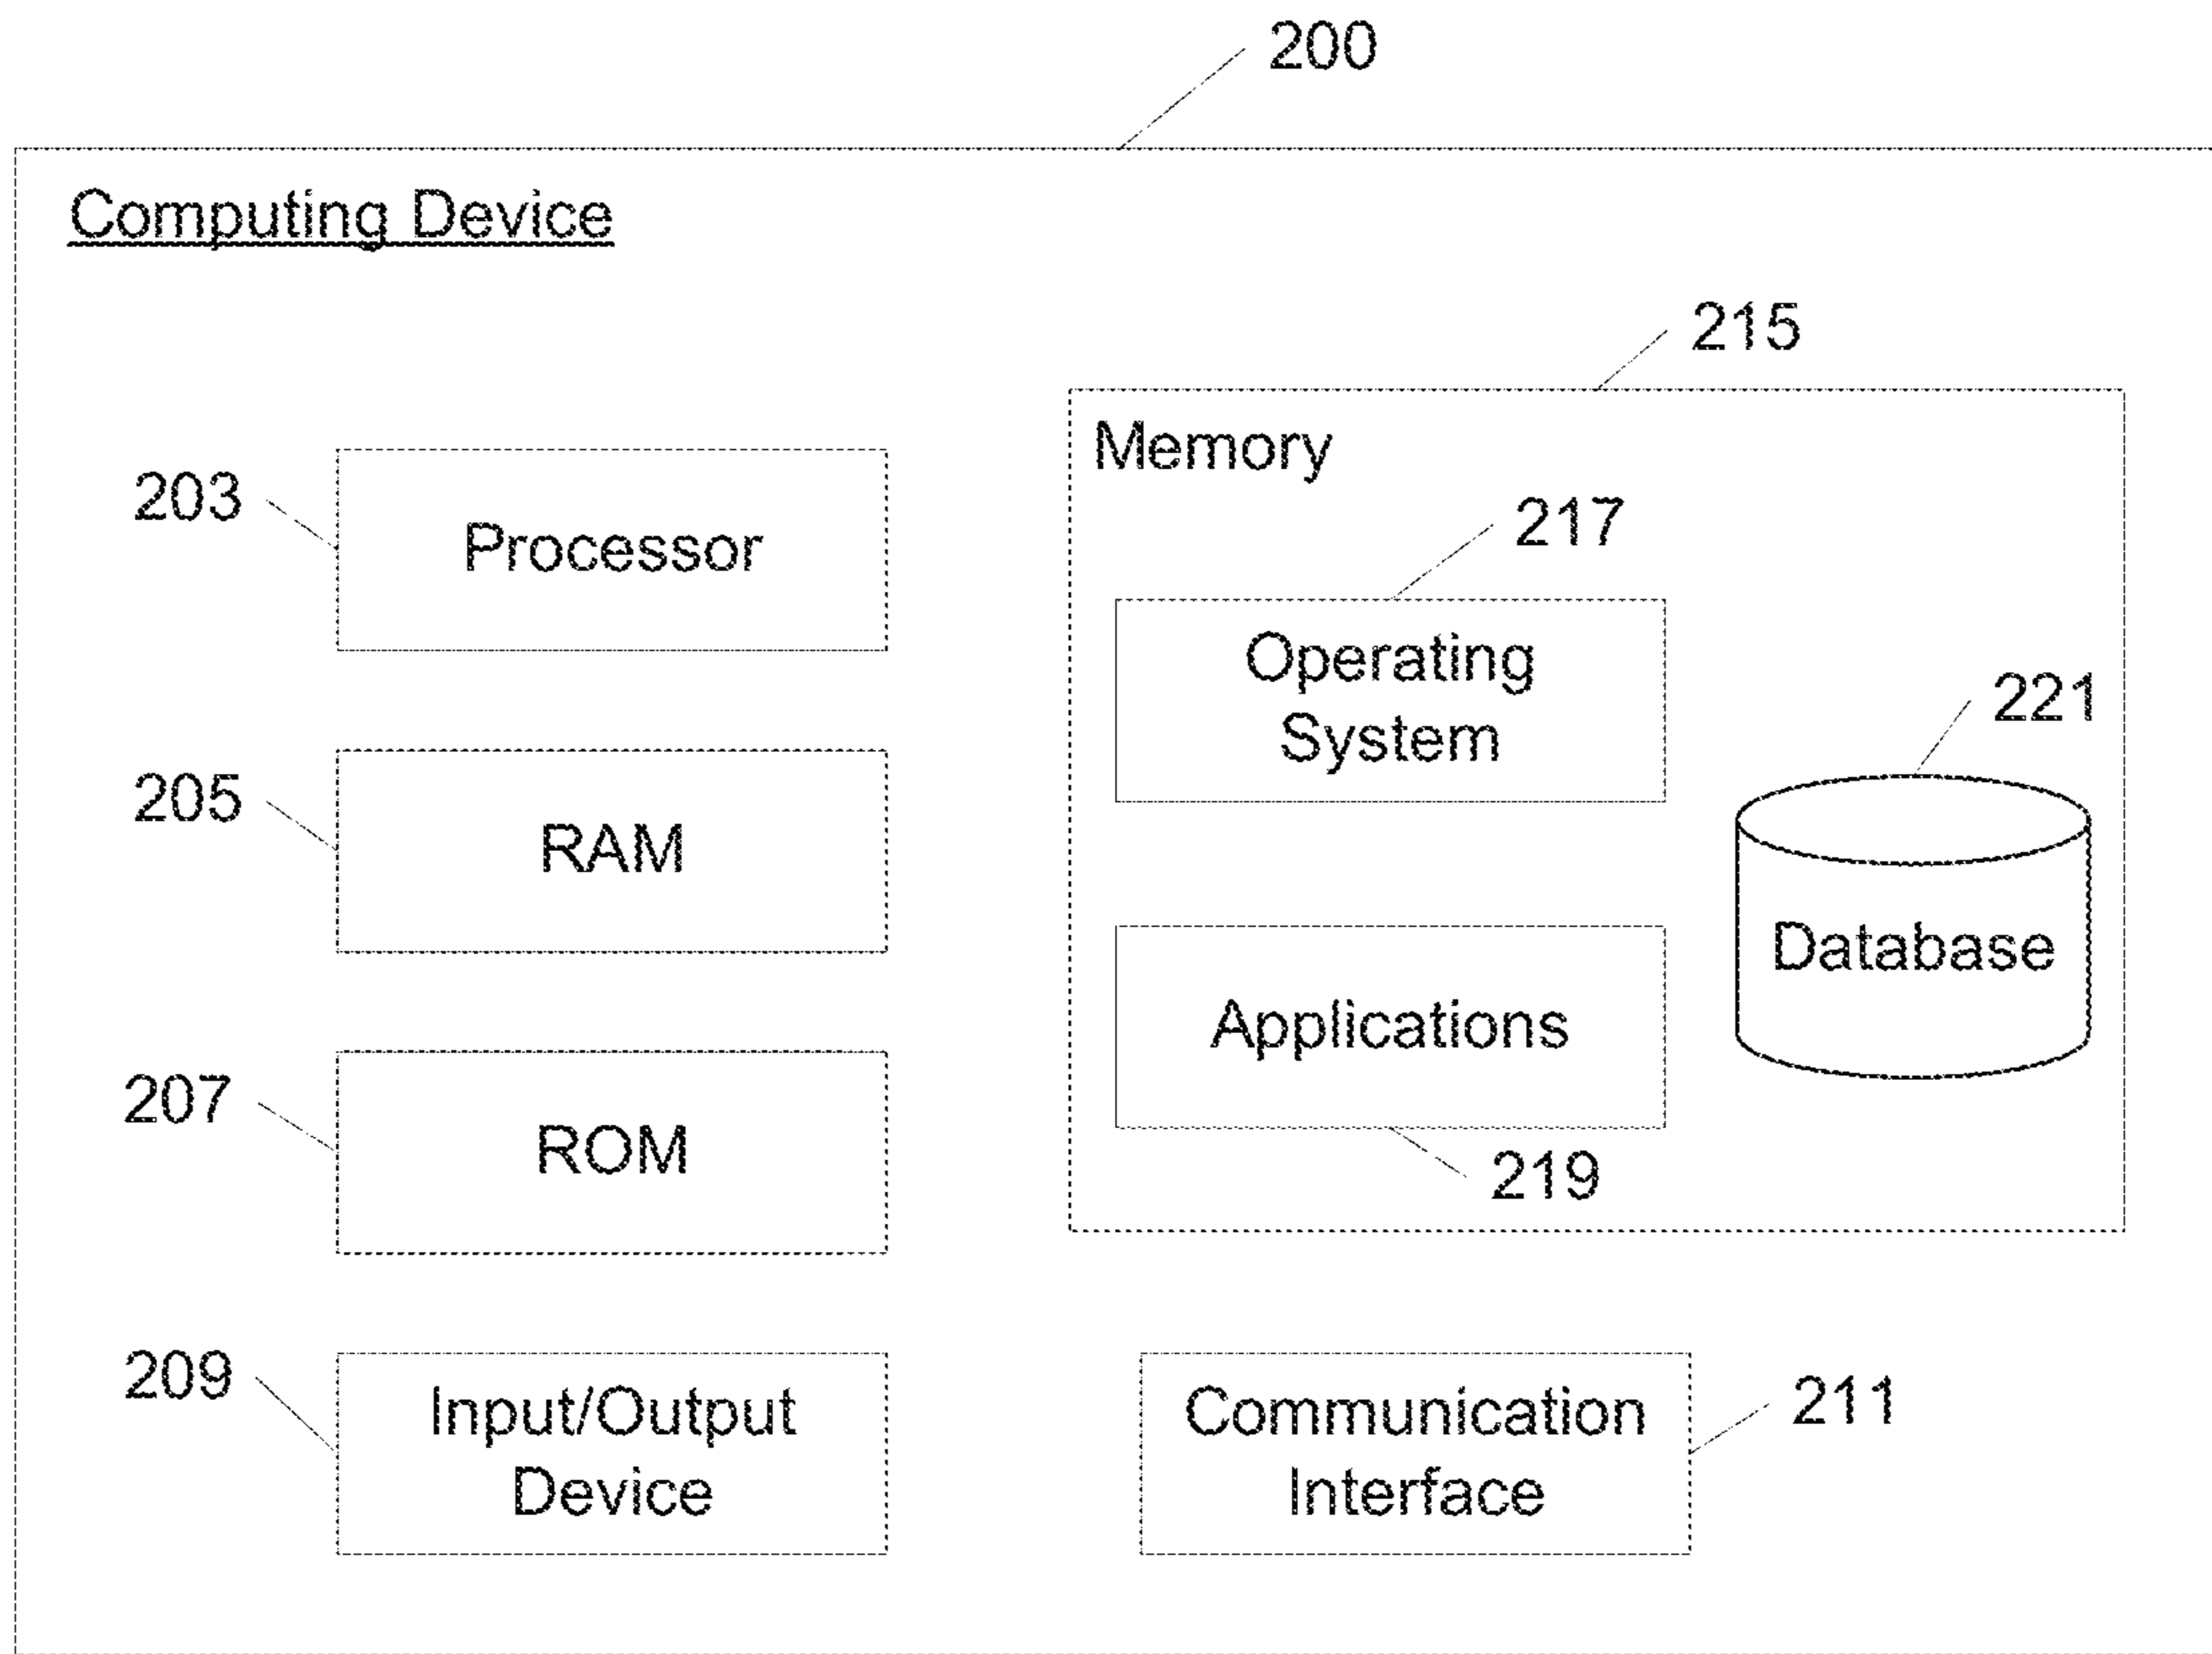 200
Computing Device
215
Memory
203
Processor
217
Operating
System
221
205
RAM
Database
Applications
219
207
ROM
209
Input/Output
Device
Communication
Interface
211